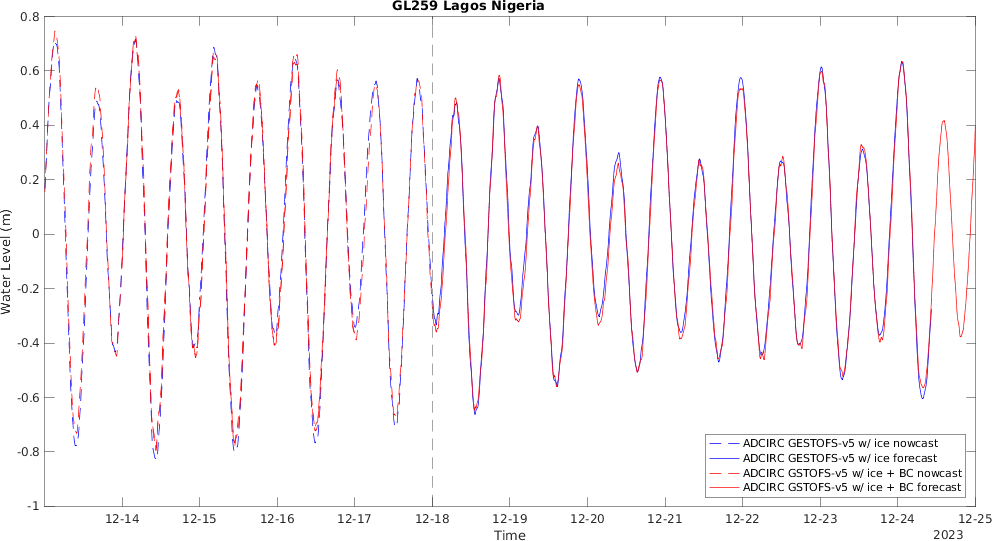 GL259 Lagos Nigeria
0.8
0.6
0.4
0.2
0
-0.2
-0.4
-0.6
-0.8
-1
Water Level (m)
12-14 12-15 12-16 12-17 12-18 12-19 12-20 12-21 12-22 12-23 12-24 12-25
Time
2023
ADCIRC GESTOFS-v5 w/ ice nowcast
ADCIRC GESTOFS-v5 w/ ice forecast
ADCIRC GSTOFS-v5 w/ ice + BC nowcast
ADCIRC GSTOFS-v5 w/ ice + BC forecast